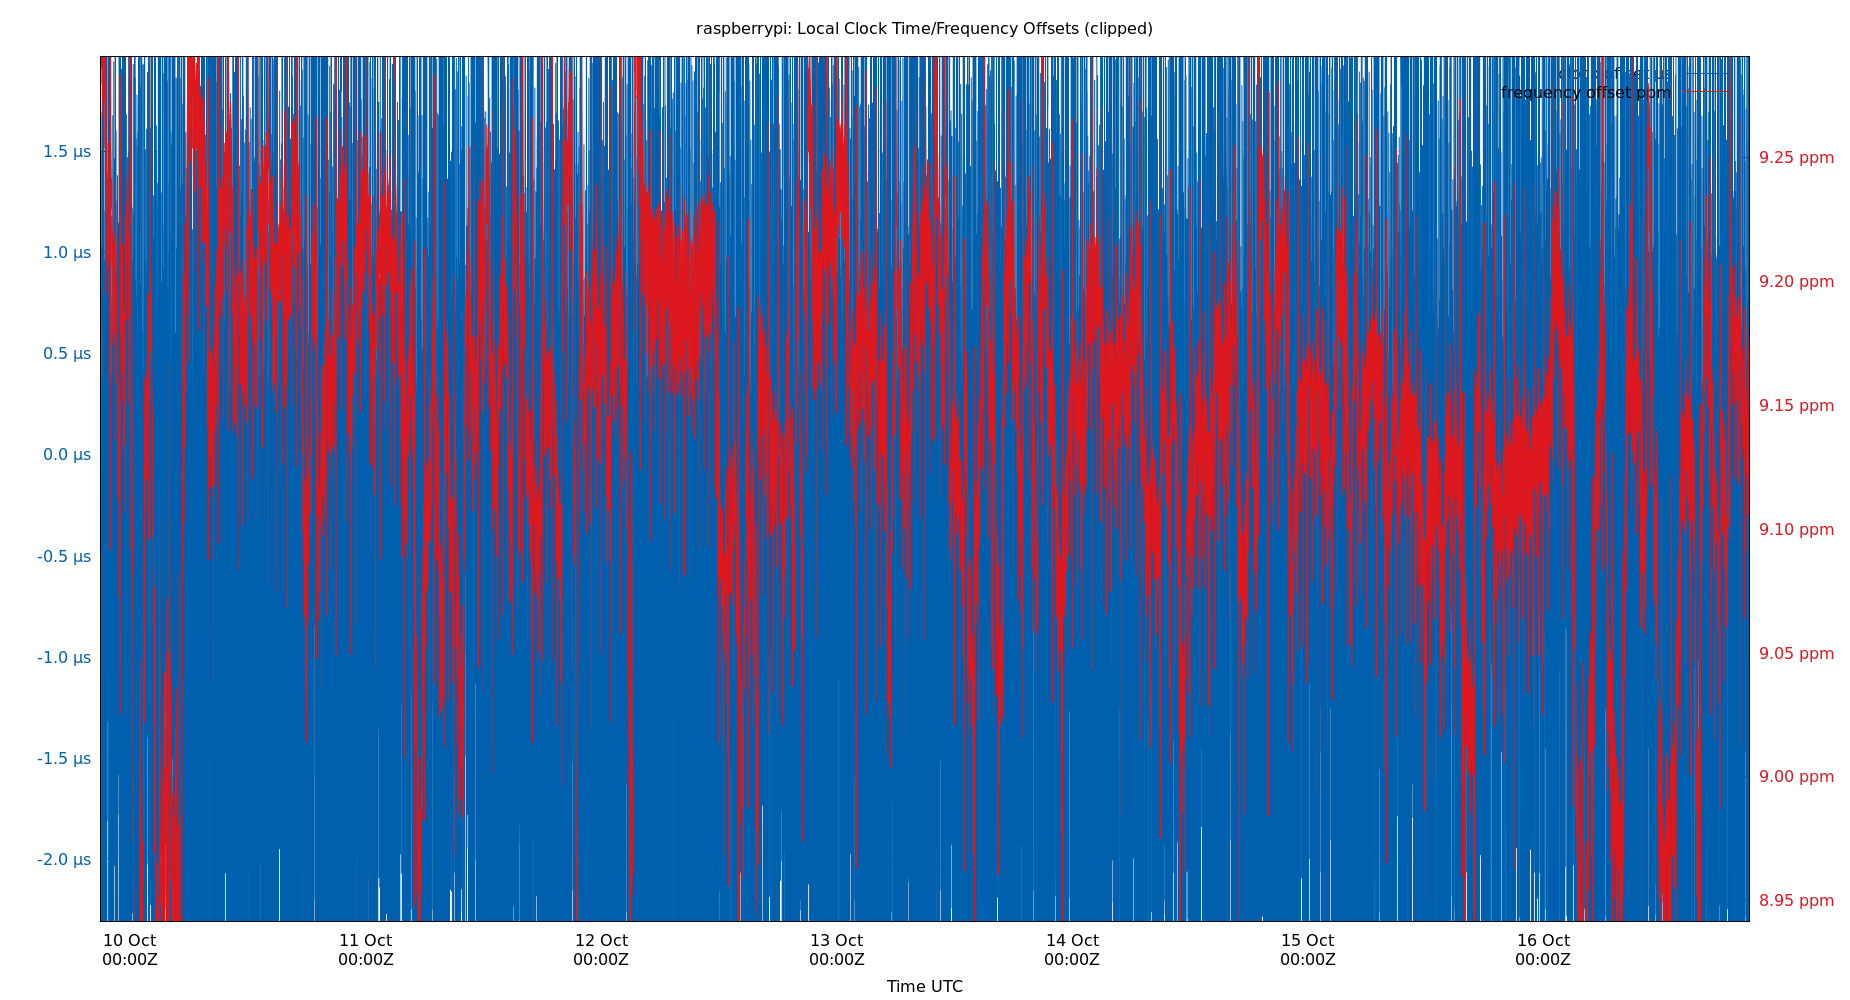 raspberrypi: Local Clock Time/Frequency Offsets (clipped)
clock offset µs
frequency offset ppm
1.5 µs
1.0 µs
0.5 µs
0.0 µs
-0.5 µs
-1.0 µs
-1.5 µs
-2.0 µs
9.25 ppm
9.20 ppm
9.15 ppm
9.10 ppm
9.05 ppm
9.00 ppm
8.95 ppm
10 Oct
00:00Z
11 Oct
00:00Z
12 Oct
00:00Z
13 Oct
00:00Z
14 Oct
00:00Z
15 Oct
00:00Z
16 Oct
00:00Z
Time UTC